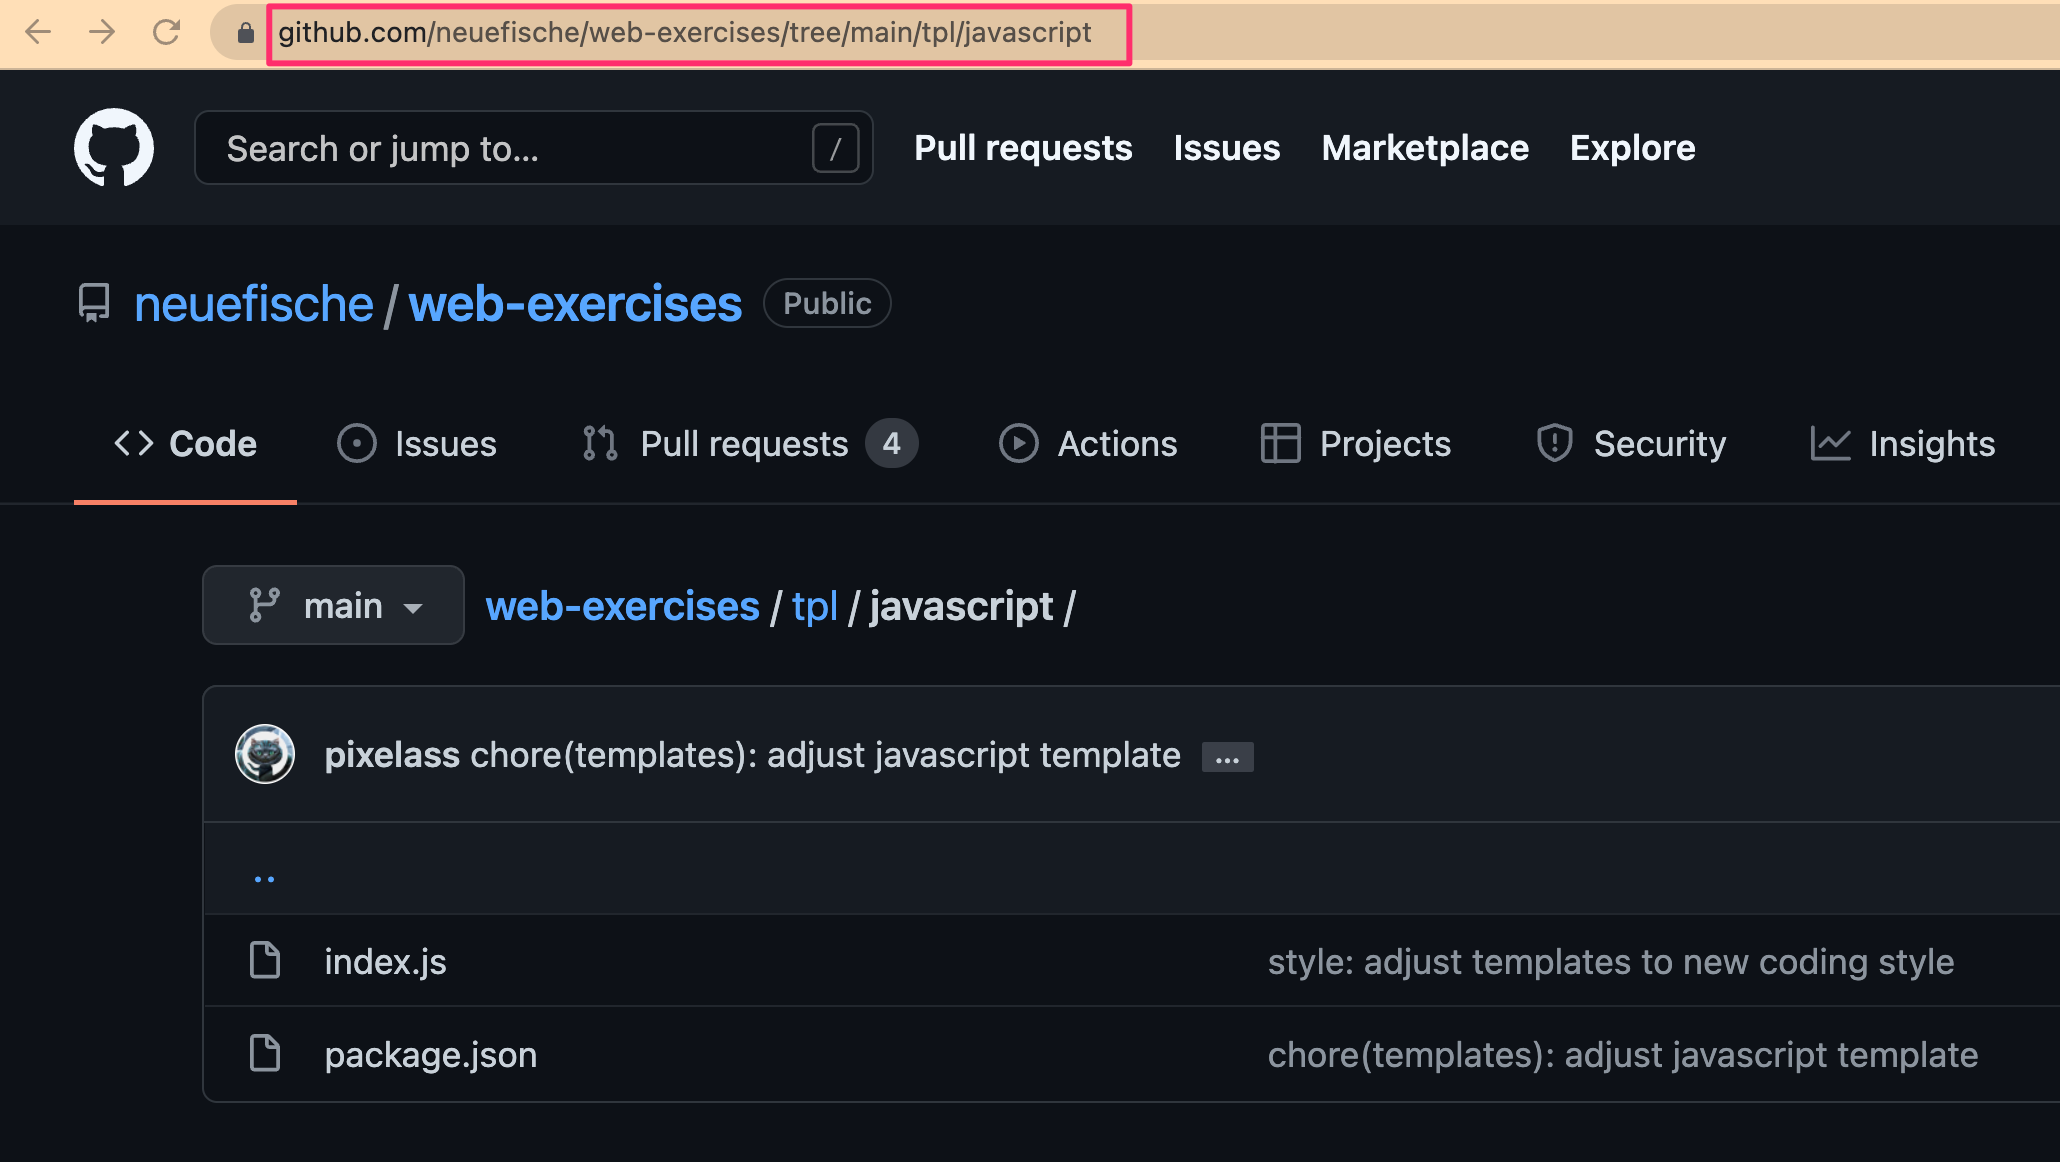 github.com/neuefische/web-exercises/tree/main/tpl/javascript
Search or jump to... / Pull requests Issues Marketplace Explore
neuefische / web-exercises Public
Code Issues Pull requests 4 Actions Projects Security Insights
main web-exercises / tpl / javascript /
pixelass chore(templates): adjust javascript template ...
..
index.js style: adjust templates to new coding style
package.json chore(templates): adjust javascript template